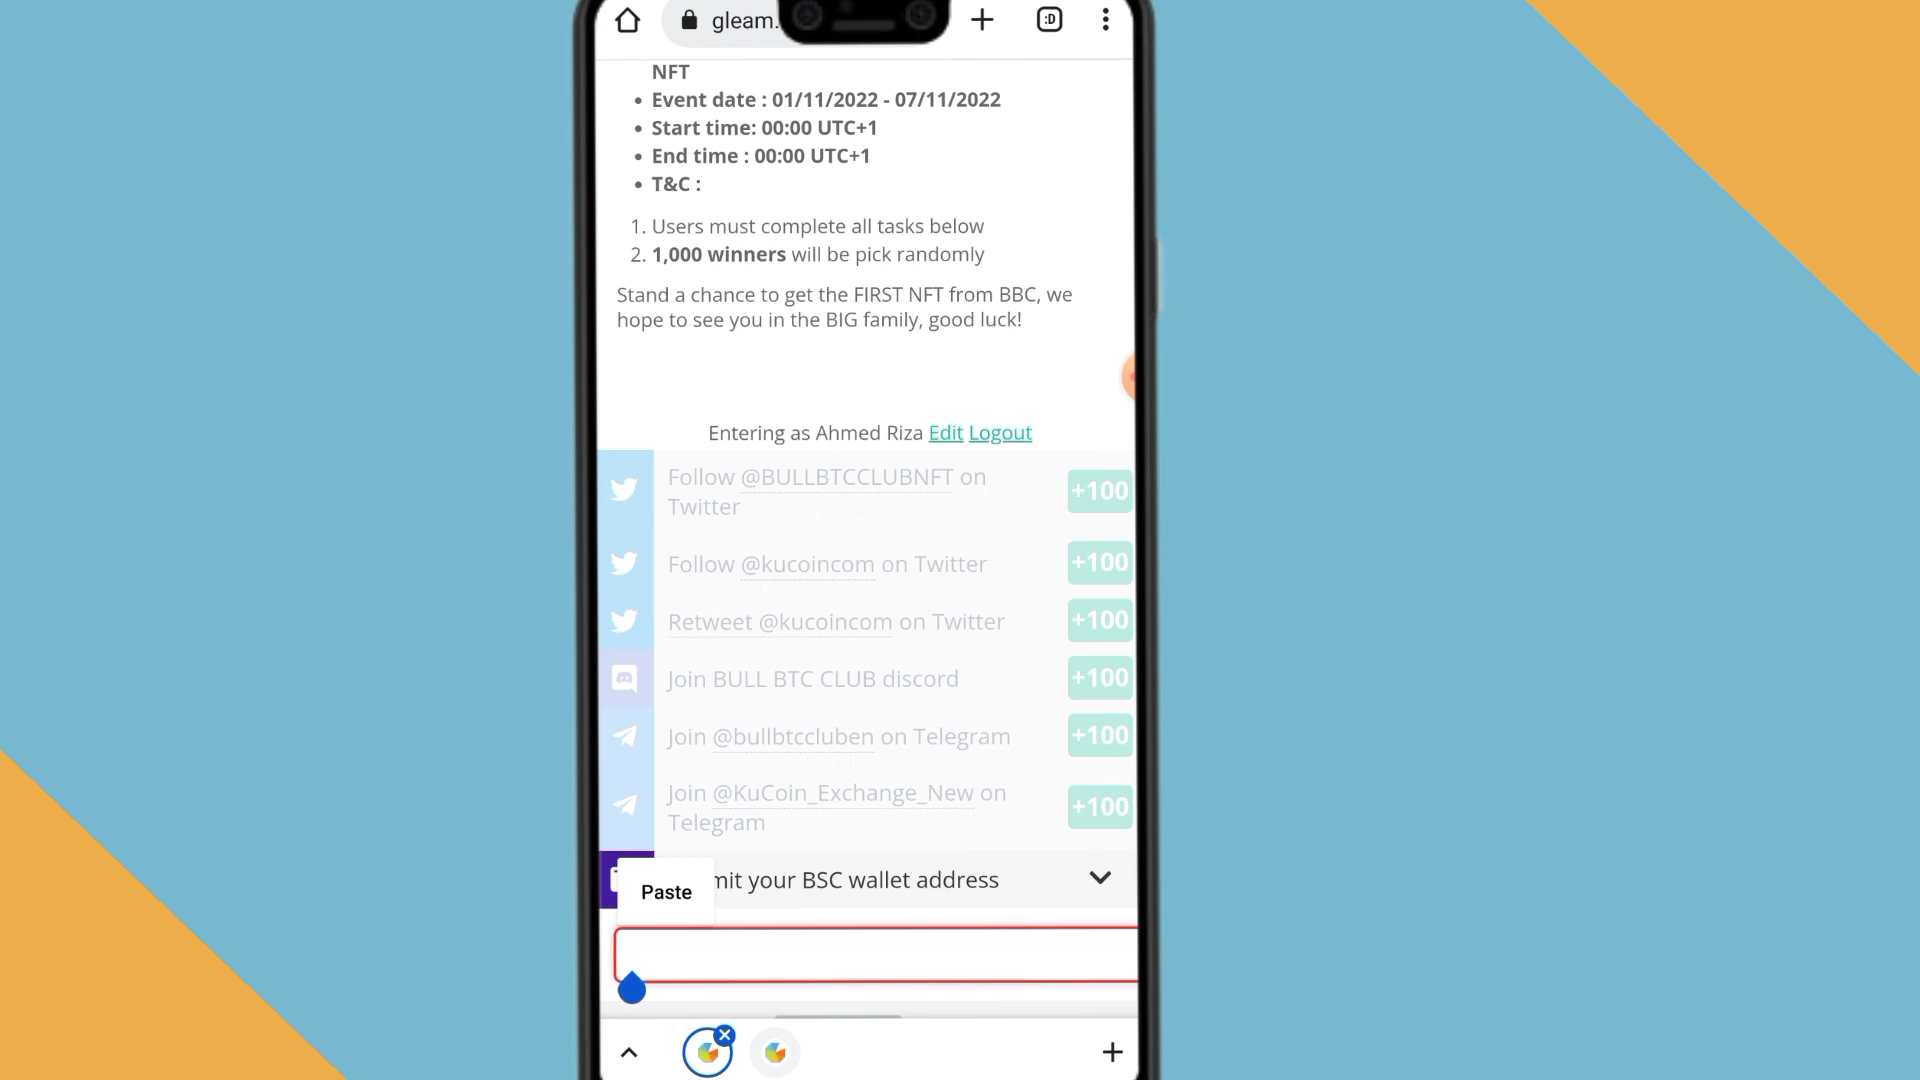 gleam.
:D
NFT
• Event date : 01/11/2022 - 07/11/2022
• Start time: 00:00 UTC+1
• End time : 00:00 UTC+1
• T&C :
1. Users must complete all tasks below
2. 1,000 winners will be pick randomly
Stand a chance to get the FIRST NFT from BBC, we
hope to see you in the BIG family, good luck!
Entering as Ahmed Riza Edit Logout
Follow @BULLBTCCLUBNFT on
Twitter
+100
Follow @kucoincom on Twitter +100
Retweet @kucoincom on Twitter +100
Join BULL BTC CLUB discord +100
Join @bullbtccluben on Telegram +100
Join @KuCoin_Exchange_New on
Telegram
+100
Paste
mit your BSC wallet address